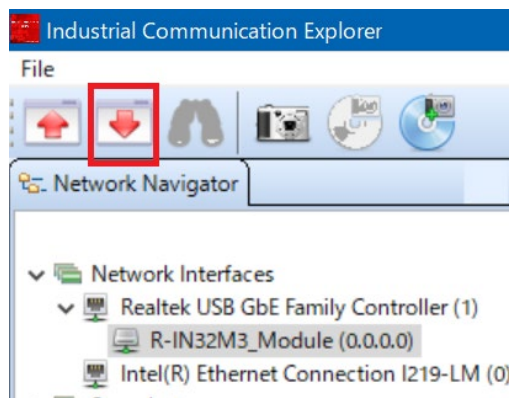 Industrial Communication Explorer
File
Network Navigator
Network Interfaces
Realtek USB GbE Family Controller (1)
R-IN32M3_Module (0.0.0.0)
Intel(R) Ethernet Connection I219-LM (0)